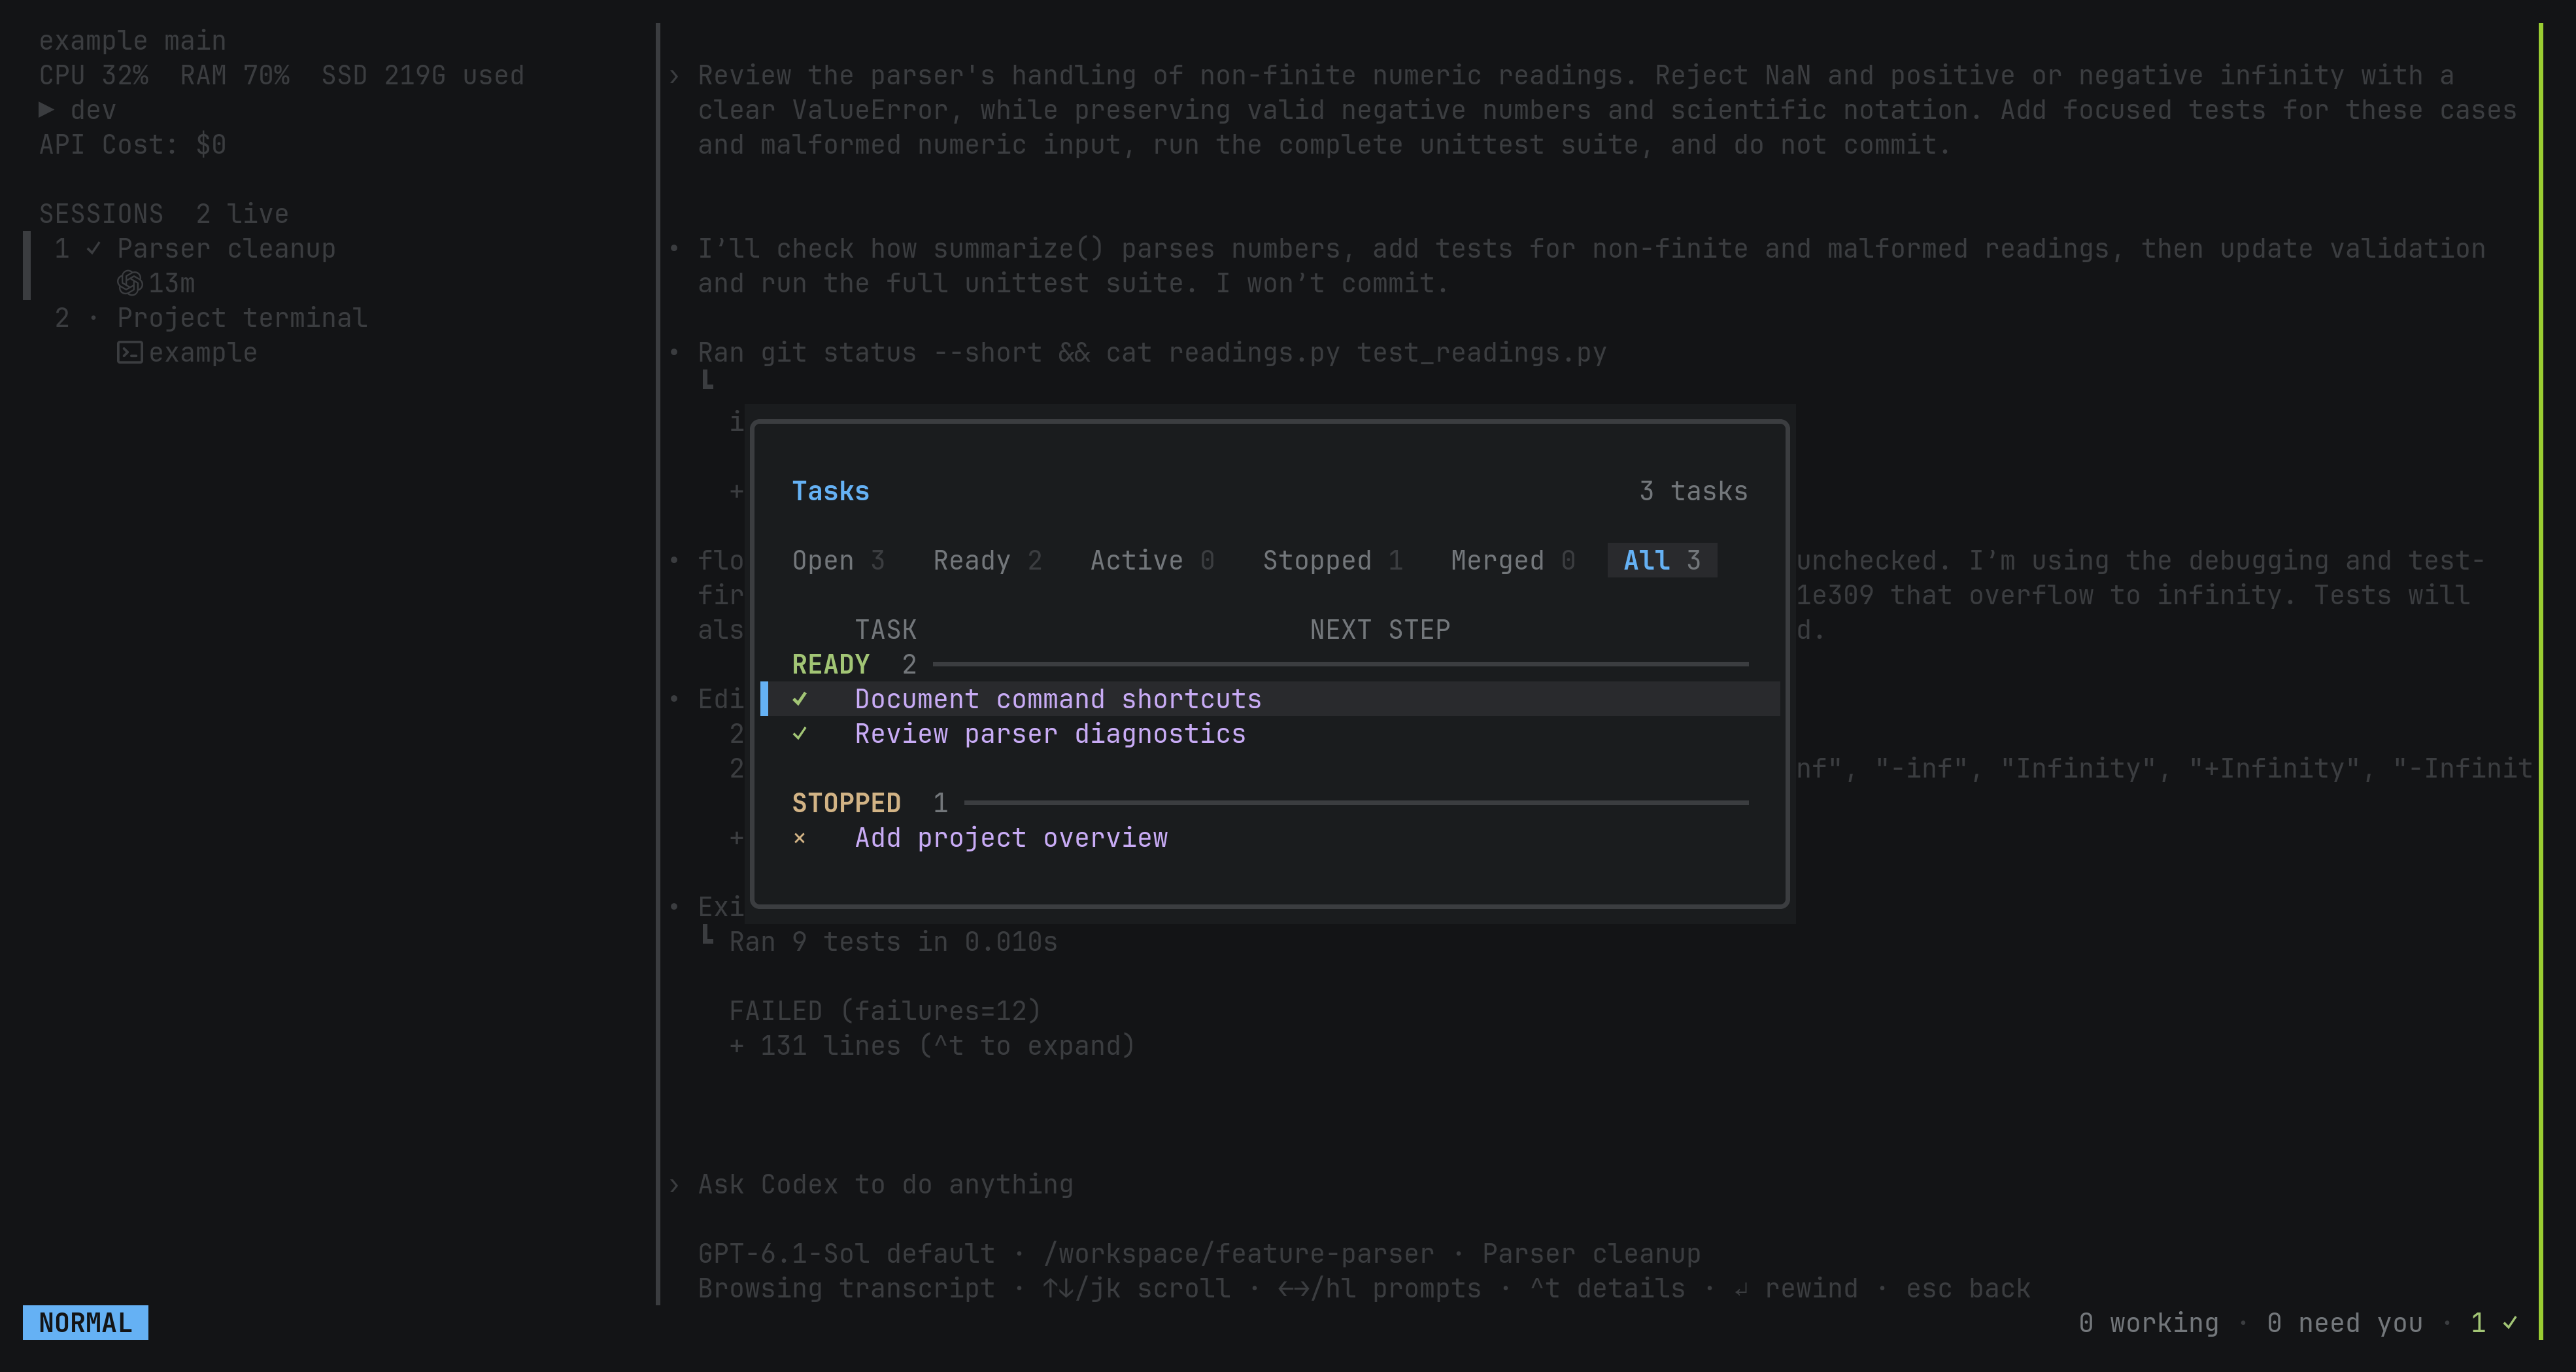 example main
CPU 32%  RAM 70%  SSD 219G used
▶ dev
API Cost: $0
SESSIONS  2 live
1 ✓ Parser cleanup
13m
2 · Project terminal
example
› Review the parser's handling of non-finite numeric readings. Reject NaN and positive or negative infinity with a
clear ValueError, while preserving valid negative numbers and scientific notation. Add focused tests for these cases
and malformed numeric input, run the complete unittest suite, and do not commit.
• I’ll check how summarize() parses numbers, add tests for non-finite and malformed readings, then update validation
and run the full unittest suite. I won’t commit.
• Ran git status --short && cat readings.py test_readings.py
└
i
+
• flo
unchecked. I’m using the debugging and test-
fir
1e309 that overflow to infinity. Tests will
als
d.
• Edi
2
2
nf", "-inf", "Infinity", "+Infinity", "-Infinit
+
• Exi
Tasks
3 tasks
Open 3   Ready 2   Active 0   Stopped 1   Merged 0   All 3
TASK   NEXT STEP
READY  2
✓   Document command shortcuts
✓   Review parser diagnostics
STOPPED  1
×   Add project overview
└ Ran 9 tests in 0.010s
FAILED (failures=12)
+ 131 lines (^t to expand)
› Ask Codex to do anything
GPT-6.1-Sol default · /workspace/feature-parser · Parser cleanup
Browsing transcript · ↑↓/jk scroll · ←→/hl prompts · ^t details · ↵ rewind · esc back
NORMAL
0 working · 0 need you · 1 ✓